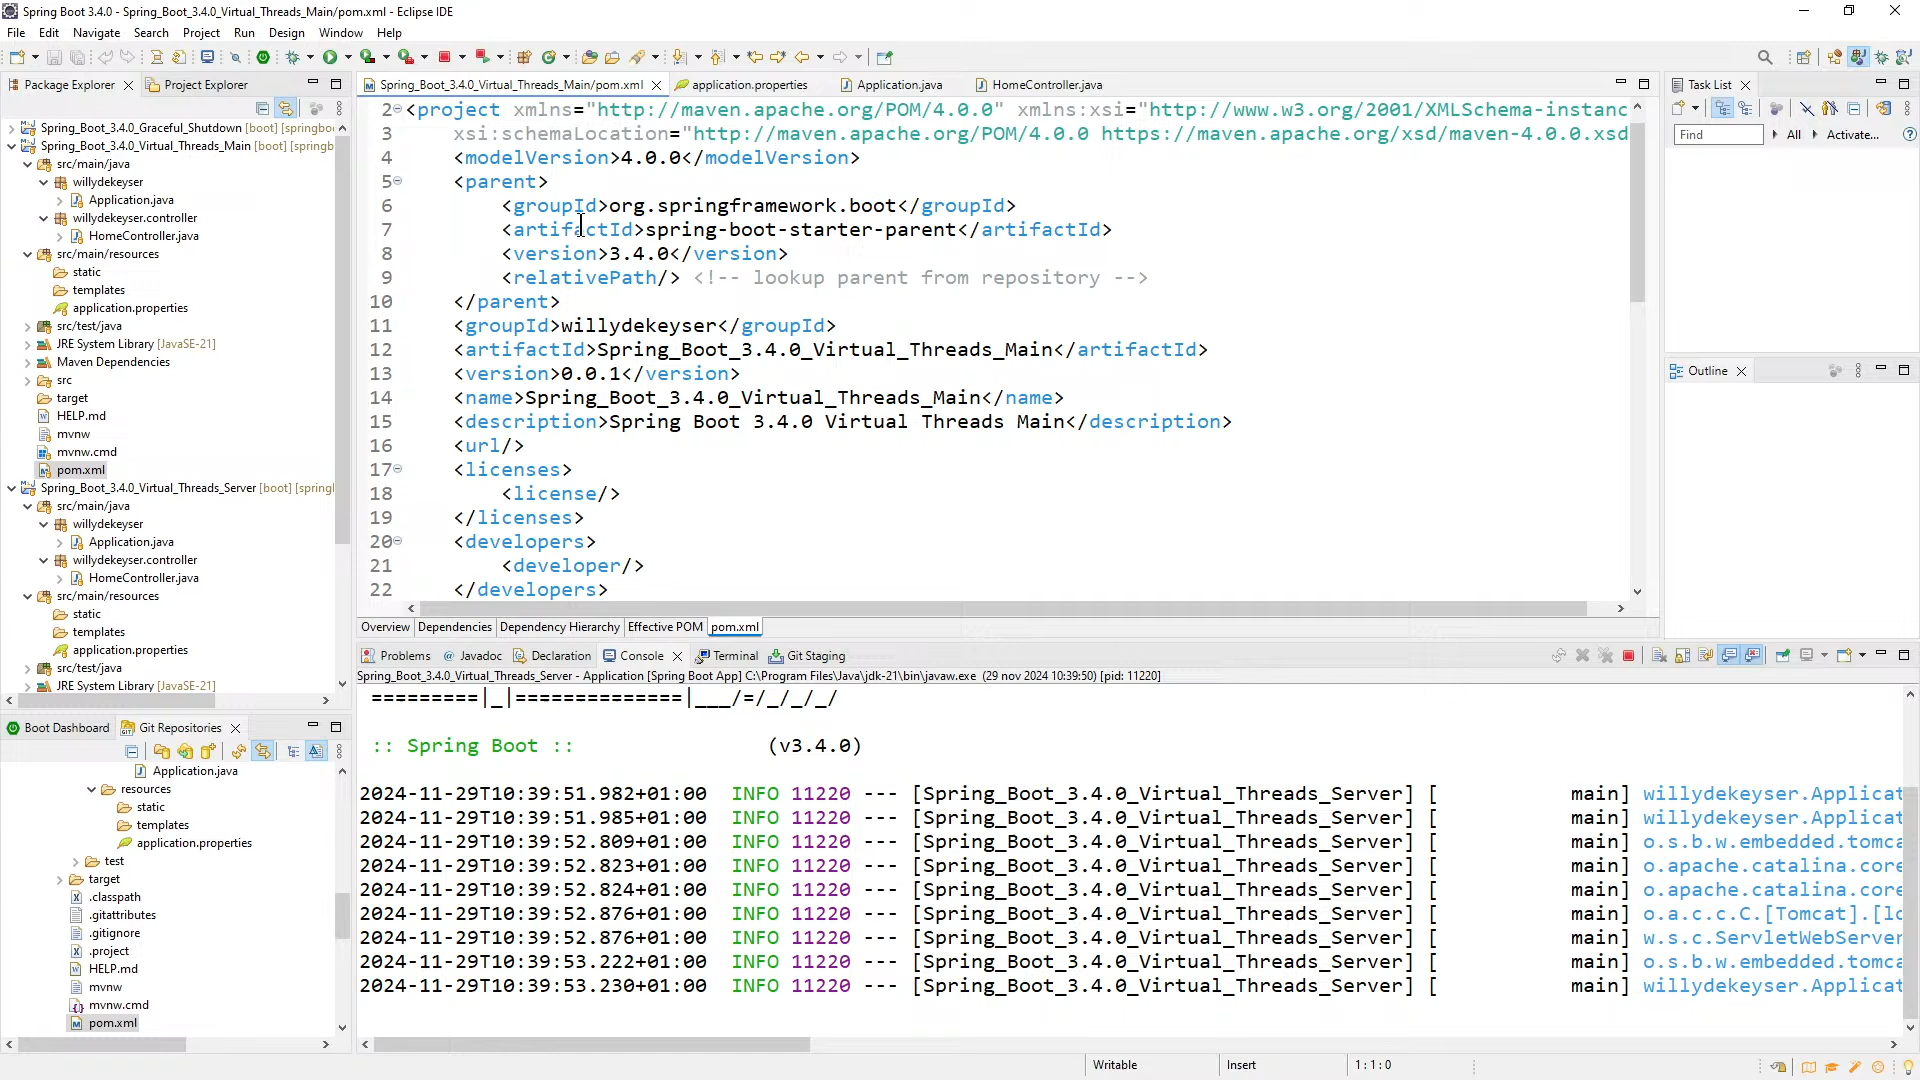 Spring Boot 3.4.0 - Spring_Boot_3.4.0_Virtual_Threads_Main/pom.xml - Eclipse IDE
File Edit Navigate Search Project Run Design Window Help
Package Explorer Project Explorer
Spring_Boot_3.4.0_Graceful_Shutdown [boot] [springbo
Spring_Boot_3.4.0_Virtual_Threads_Main [boot] [springb
src/main/java
willydekeyser
Application.java
willydekeyser.controller
HomeController.java
src/main/resources
static
templates
application.properties
src/test/java
JRE System Library [JavaSE-21]
Maven Dependencies
src
target
HELP.md
mvnw
mvnw.cmd
pom.xml
Spring_Boot_3.4.0_Virtual_Threads_Server [boot] [springl
src/main/java
willydekeyser
Application.java
willydekeyser.controller
HomeController.java
src/main/resources
static
templates
application.properties
src/test/java
JRE System Library [JavaSE-21]
Boot Dashboard Git Repositories
Application.java
resources
static
templates
application.properties
test
target
.classpath
.gitattributes
.gitignore
.project
HELP.md
mvnw
mvnw.cmd
pom.xml
Spring_Boot_3.4.0_Virtual_Threads_Main/pom.xml application.properties Application.java HomeController.java
2 <project xmlns="http://maven.apache.org/POM/4.0.0" xmlns:xsi="http://www.w3.org/2001/XMLSchema-instanc
3 xsi:schemaLocation="http://maven.apache.org/POM/4.0.0 https://maven.apache.org/xsd/maven-4.0.0.xsd
4 <modelVersion>4.0.0</modelVersion>
5 <parent>
6 <groupId>org.springframework.boot</groupId>
7 <artifactId>spring-boot-starter-parent</artifactId>
8 <version>3.4.0</version>
9 <relativePath/> <!-- lookup parent from repository -->
10 </parent>
11 <groupId>willydekeyser</groupId>
12 <artifactId>Spring_Boot_3.4.0_Virtual_Threads_Main</artifactId>
13 <version>0.0.1</version>
14 <name>Spring_Boot_3.4.0_Virtual_Threads_Main</name>
15 <description>Spring Boot 3.4.0 Virtual Threads Main</description>
16 <url/>
17 <licenses>
18 <license/>
19 </licenses>
20 <developers>
21 <developer/>
22 </developers>
Overview Dependencies Dependency Hierarchy Effective POM pom.xml
Problems Javadoc Declaration Console Terminal Git Staging
Spring_Boot_3.4.0_Virtual_Threads_Server - Application [Spring Boot App] C:\Program Files\Java\jdk-21\bin\javaw.exe (29 nov 2024 10:39:50) [pid: 11220]
=========|_|==============|___/=/_/_/_/
:: Spring Boot :: (v3.4.0)
2024-11-29T10:39:51.982+01:00 INFO 11220 --- [Spring_Boot_3.4.0_Virtual_Threads_Server] [ main] willydekeyser.Applicat
2024-11-29T10:39:51.985+01:00 INFO 11220 --- [Spring_Boot_3.4.0_Virtual_Threads_Server] [ main] willydekeyser.Applicat
2024-11-29T10:39:52.809+01:00 INFO 11220 --- [Spring_Boot_3.4.0_Virtual_Threads_Server] [ main] o.s.b.w.embedded.tomca
2024-11-29T10:39:52.823+01:00 INFO 11220 --- [Spring_Boot_3.4.0_Virtual_Threads_Server] [ main] o.apache.catalina.core
2024-11-29T10:39:52.824+01:00 INFO 11220 --- [Spring_Boot_3.4.0_Virtual_Threads_Server] [ main] o.apache.catalina.core
2024-11-29T10:39:52.876+01:00 INFO 11220 --- [Spring_Boot_3.4.0_Virtual_Threads_Server] [ main] o.a.c.c.C.[Tomcat].[lo
2024-11-29T10:39:52.876+01:00 INFO 11220 --- [Spring_Boot_3.4.0_Virtual_Threads_Server] [ main] w.s.c.ServletWebServer
2024-11-29T10:39:53.222+01:00 INFO 11220 --- [Spring_Boot_3.4.0_Virtual_Threads_Server] [ main] o.s.b.w.embedded.tomca
2024-11-29T10:39:53.230+01:00 INFO 11220 --- [Spring_Boot_3.4.0_Virtual_Threads_Server] [ main] willydekeyser.Applicat
Task List
Find All Activate...
Outline
Writable Insert 1:1:0